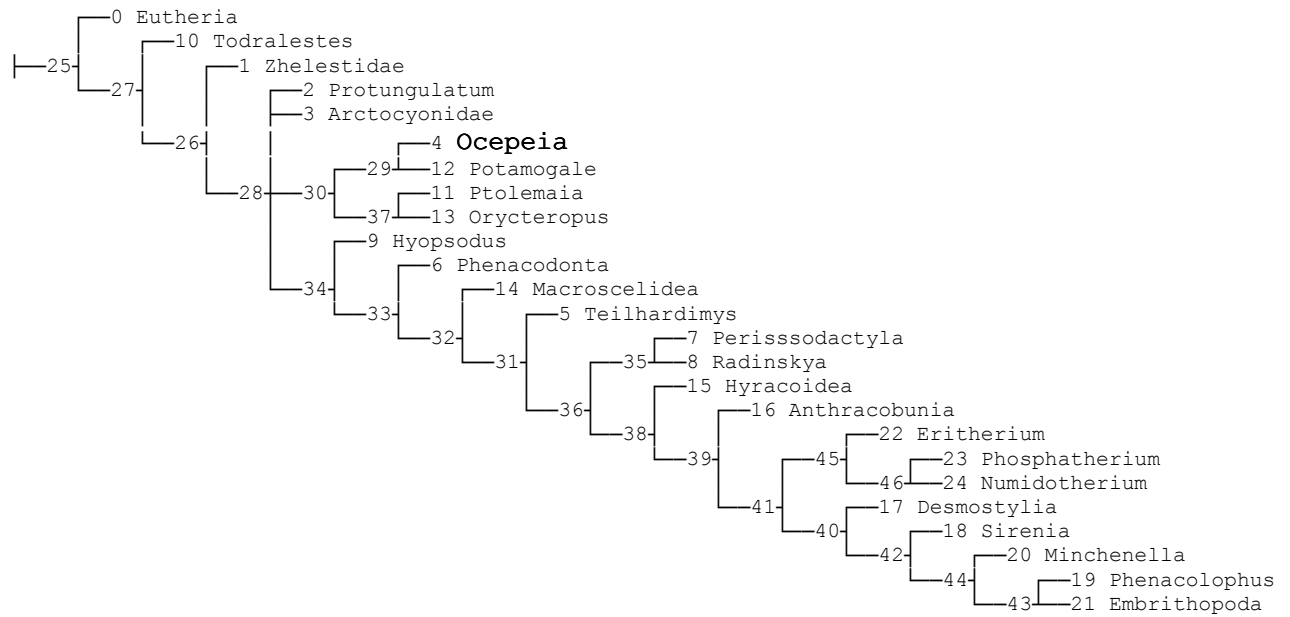 0 Eutheria
10 Todralestes
25
1 Zhelestidae
27
2 Protungulatum
3 Arctocyonidae
26
4 Ocepeia
29
12 Potamogale
28
30
11 Ptolemaia
37
13 Orycteropus
9 Hyopsodus
6 Phenacodonta
34
14 Macroscelidea
33
5 Teilhardimys
32
7 Perisssodactyla
31
35
8 Radinskya
15 Hyracoidea
36
16 Anthracobunia
38
22 Eritherium
39
45
23 Phosphatherium
46
24 Numidotherium
41
17 Desmostylia
40
18 Sirenia
42
20 Minchenella
44
19 Phenacolophus
43
21 Embrithopoda